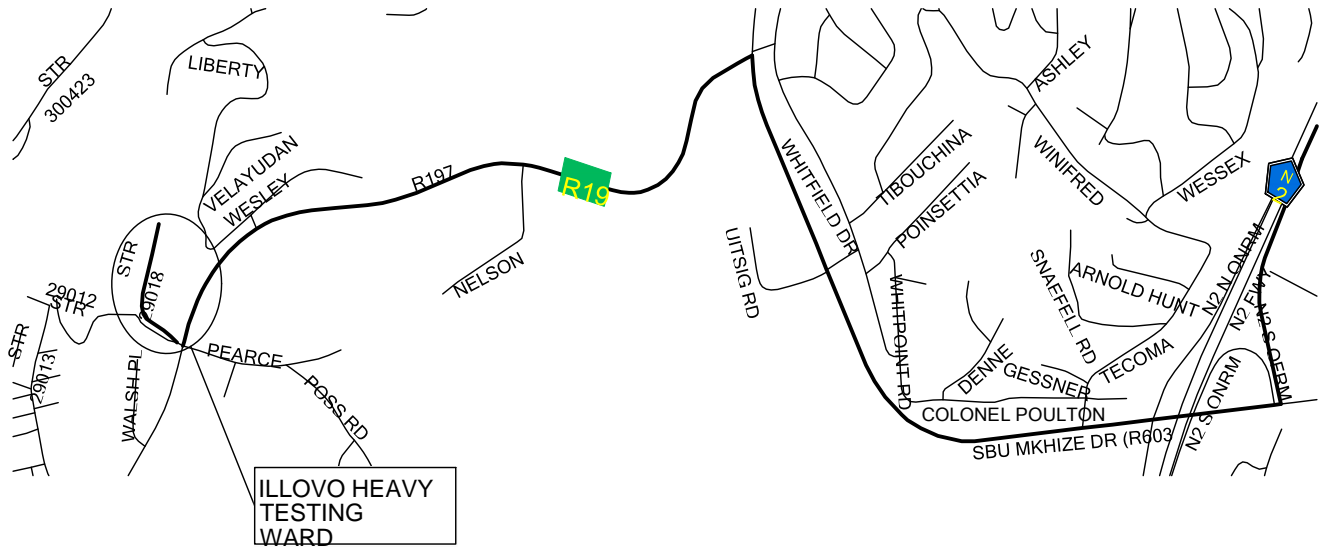 STR
300423
LIBERTY
VELAYUDAN
WESLEY
R197
R19
ASHLEY
WHITFIELD DR
TIBOUCHINA
WINIFRED
WESSEX
N
2
POINSETTIA
UITSIG RD
NELSON
STR
29018
29012
STR
STR
29013
WALSH PL
PEARCE
POSS RD
SNAEFELL RD
ARNOLD HUNT
N2 N ONRM
N2 FWY
N2 S OFRM
N2 S ONRM
WHITPOINT RD
DENNE
GESSNER
TECOMA
COLONEL POULTON
SBU MKHIZE DR (R603
ILLOVO HEAVY
TESTING
WARD